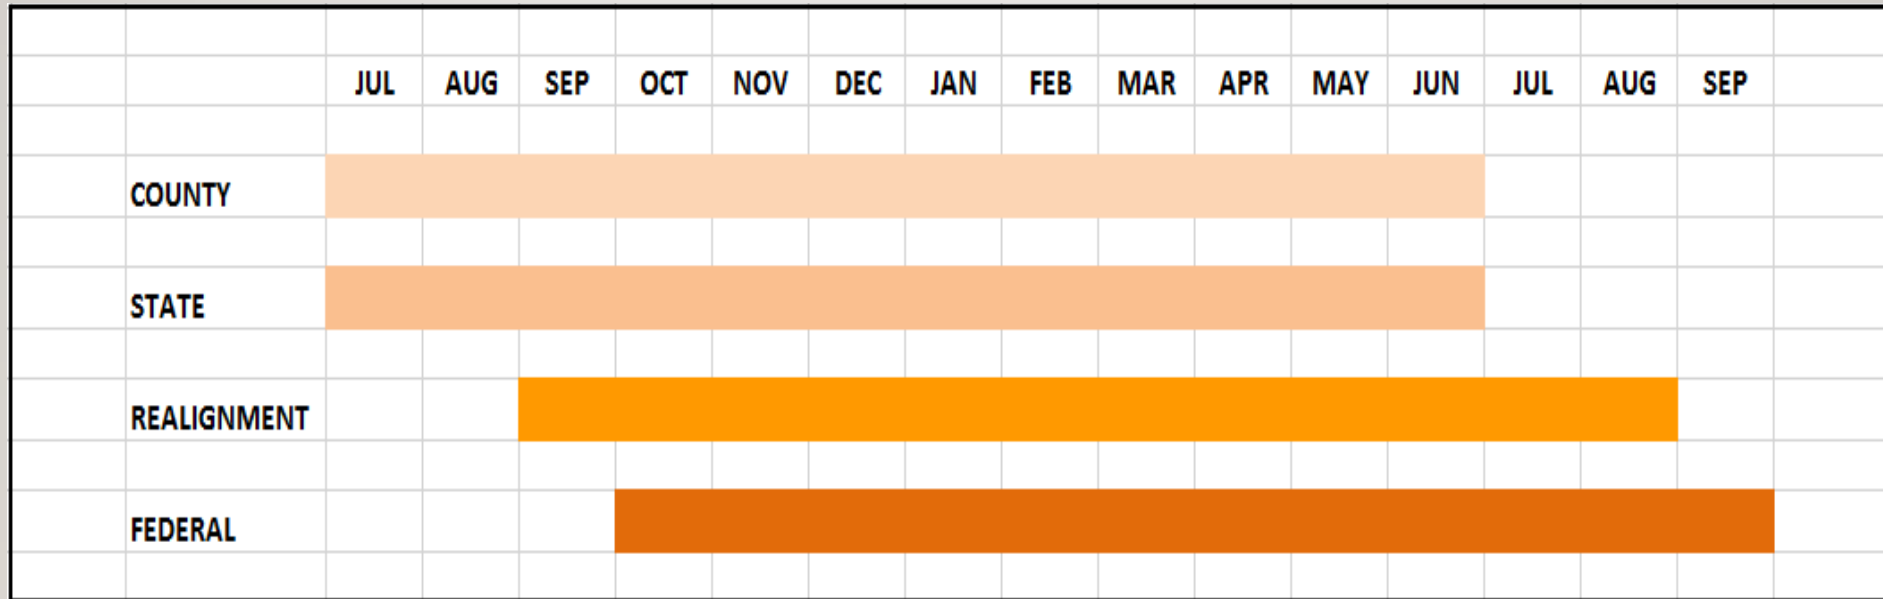 JUL AUG SEP OCT NOV DEC JAN FEB MAR APR MAY JUN JUL AUG SEP
COUNTY
STATE
REALIGNMENT
FEDERAL